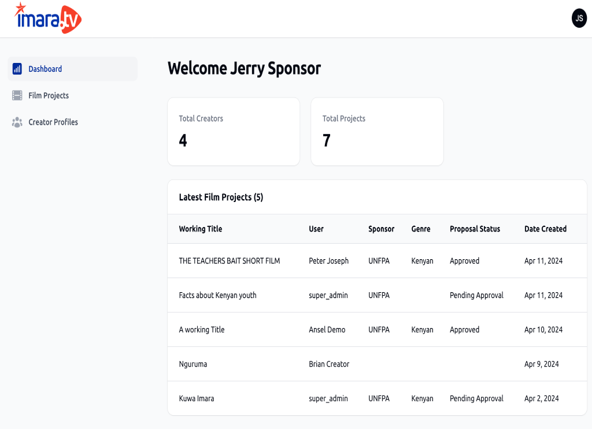 imara.tv
JS
Dashboard
Film Projects
Creator Profiles
Welcome Jerry Sponsor
Total Creators
4
Total Projects
7
Latest Film Projects (5)
Working Title User Sponsor Genre Proposal Status Date Created
THE TEACHERS BAIT SHORT FILM Peter Joseph UNFPA Kenyan Approved Apr 11, 2024
Facts about Kenyan youth super_admin UNFPA Pending Approval Apr 11, 2024
A working Title Ansel Demo UNFPA Kenyan Approved Apr 10, 2024
Nguruma Brian Creator Apr 9, 2024
Kuwa Imara super_admin UNFPA Kenyan Pending Approval Apr 2, 2024